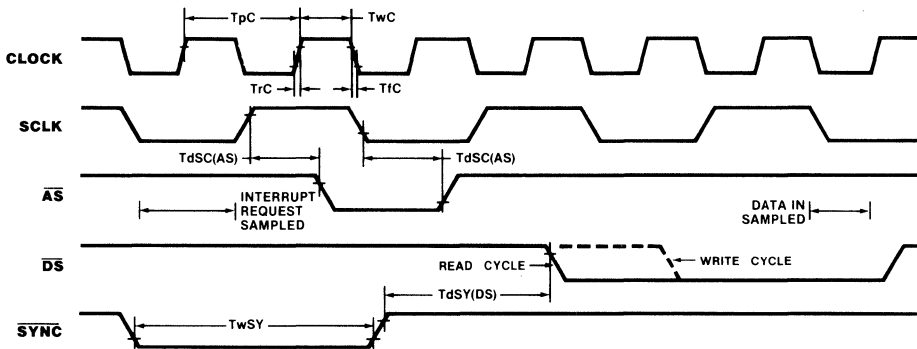 TpC
TwC
CLOCK
TrC
TfC
SCLK
TdSC(AS)
TdSC(AS)
AS
INTERRUPT
REQUEST
SAMPLED
DATA IN
SAMPLED
DS
READ CYCLE
WRITE CYCLE
TdSY(DS)
SYNC
TwSY